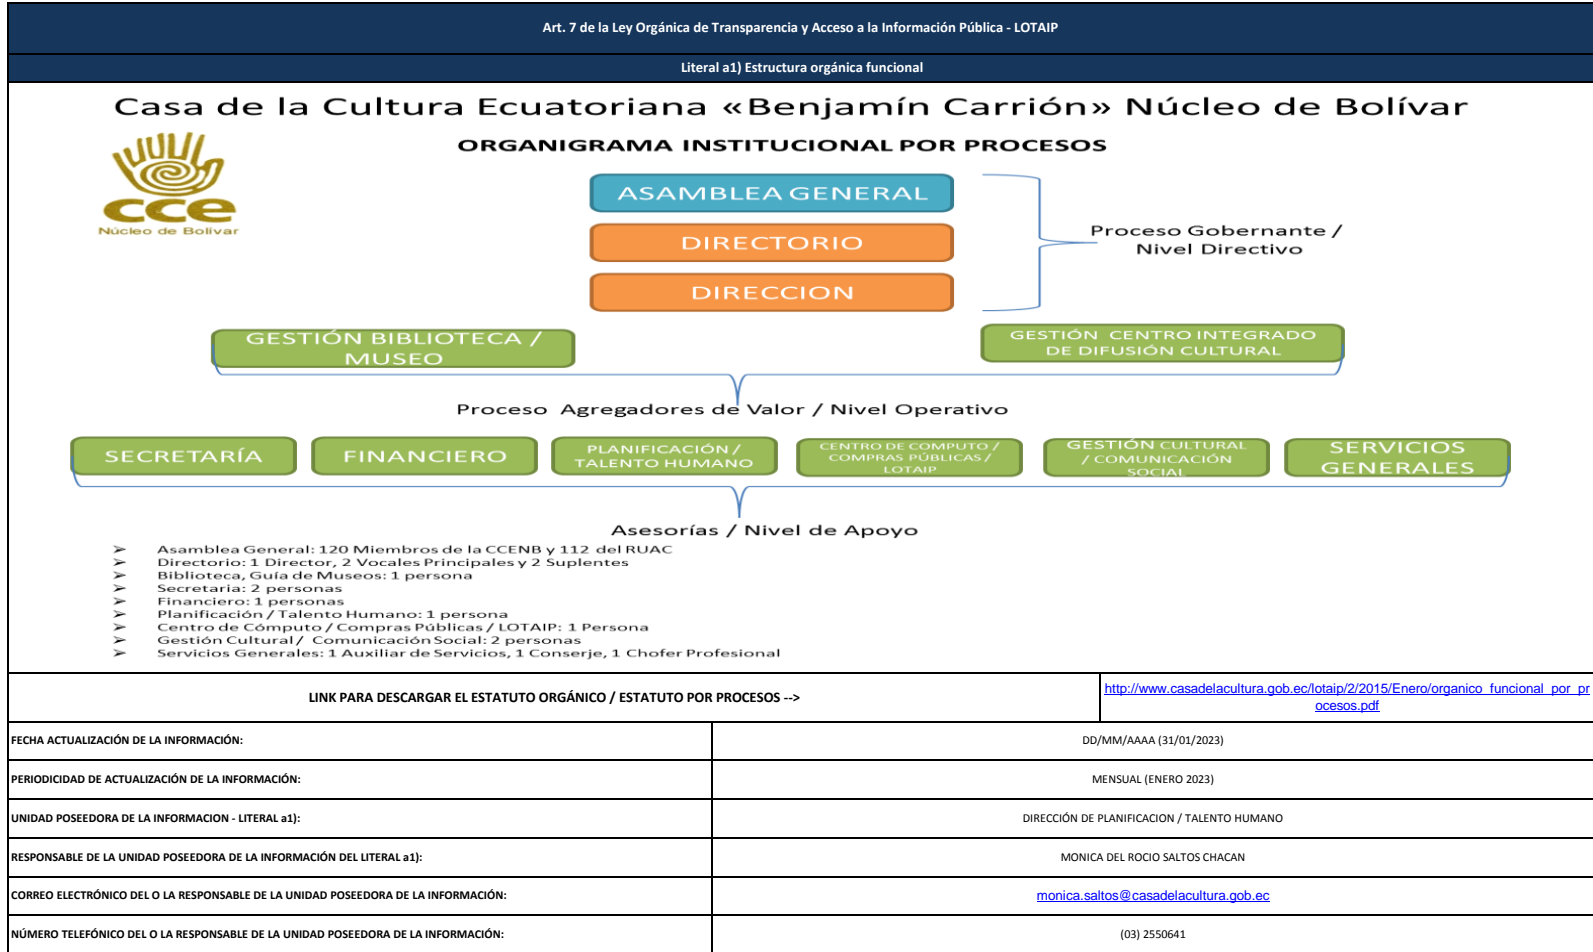 Art. 7 de la Ley Orgánica de Transparencia y Acceso a la Información Pública - LOTAIP
Literal a1) Estructura orgánica funcional
Casa de la Cultura Ecuatoriana «Benjamín Carrión» Núcleo de Bolívar
ORGANIGRAMA INSTITUCIONAL POR PROCESOS
cce
Núcleo de Bolívar
ASAMBLEA GENERAL
DIRECTORIO
DIRECCION
Proceso Gobernante /
Nivel Directivo
GESTIÓN BIBLIOTECA /
MUSEO
GESTIÓN CENTRO INTEGRADO
DE DIFUSIÓN CULTURAL
Proceso Agregadores de Valor / Nivel Operativo
SECRETARÍA
FINANCIERO
PLANIFICACIÓN /
TALENTO HUMANO
CENTRO DE COMPUTO /
COMPRAS PÚBLICAS /
LOTAIP
GESTIÓN CULTURAL
/ COMUNICACIÓN
SOCIAL
SERVICIOS
GENERALES
Asesorías / Nivel de Apoyo
➢ Asamblea General: 120 Miembros de la CCENB y 112 del RUAC
➢ Directorio: 1 Director, 2 Vocales Principales y 2 Suplentes
➢ Biblioteca, Guía de Museos: 1 persona
➢ Secretaria: 2 personas
➢ Financiero: 1 personas
➢ Planificación / Talento Humano: 1 persona
➢ Centro de Cómputo / Compras Públicas / LOTAIP: 1 Persona
➢ Gestión Cultural / Comunicación Social: 2 personas
➢ Servicios Generales: 1 Auxiliar de Servicios, 1 Conserje, 1 Chofer Profesional
LINK PARA DESCARGAR EL ESTATUTO ORGÁNICO / ESTATUTO POR PROCESOS -->
http://www.casadelacultura.gob.ec/lotaip/2/2015/Enero/organico_funcional_por_pr
ocesos.pdf
FECHA ACTUALIZACIÓN DE LA INFORMACIÓN:
DD/MM/AAAA (31/01/2023)
PERIODICIDAD DE ACTUALIZACIÓN DE LA INFORMACIÓN:
MENSUAL (ENERO 2023)
UNIDAD POSEEDORA DE LA INFORMACION - LITERAL a1):
DIRECCIÓN DE PLANIFICACION / TALENTO HUMANO
RESPONSABLE DE LA UNIDAD POSEEDORA DE LA INFORMACIÓN DEL LITERAL a1):
MONICA DEL ROCIO SALTOS CHACAN
CORREO ELECTRÓNICO DEL O LA RESPONSABLE DE LA UNIDAD POSEEDORA DE LA INFORMACIÓN:
monica.saltos@casadelacultura.gob.ec
NÚMERO TELEFÓNICO DEL O LA RESPONSABLE DE LA UNIDAD POSEEDORA DE LA INFORMACIÓN:
(03) 2550641